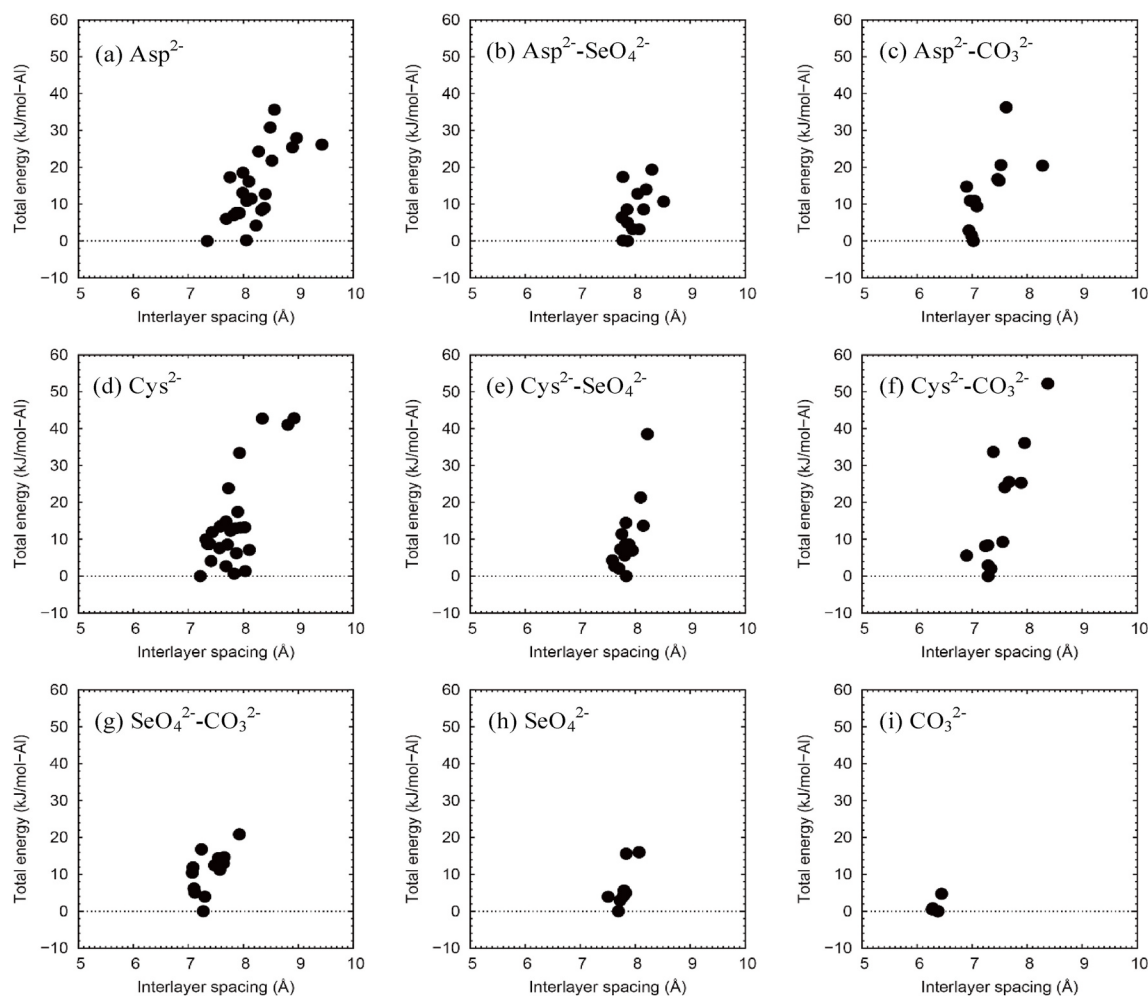 (a) Asp²⁻
Total energy (kJ/mol−Al)
60
50
40
30
20
10
0
−10
5 6 7 8 9 10
Interlayer spacing (Å)
(b) Asp²⁻-SeO₄²⁻
Total energy (kJ/mol−Al)
60
50
40
30
20
10
0
−10
5 6 7 8 9 10
Interlayer spacing (Å)
(c) Asp²⁻-CO₃²⁻
Total energy (kJ/mol−Al)
60
50
40
30
20
10
0
−10
5 6 7 8 9 10
Interlayer spacing (Å)
(d) Cys²⁻
Total energy (kJ/mol−Al)
60
50
40
30
20
10
0
−10
5 6 7 8 9 10
Interlayer spacing (Å)
(e) Cys²⁻-SeO₄²⁻
Total energy (kJ/mol−Al)
60
50
40
30
20
10
0
−10
5 6 7 8 9 10
Interlayer spacing (Å)
(f) Cys²⁻-CO₃²⁻
Total energy (kJ/mol−Al)
60
50
40
30
20
10
0
−10
5 6 7 8 9 10
Interlayer spacing (Å)
(g) SeO₄²⁻-CO₃²⁻
Total energy (kJ/mol−Al)
60
50
40
30
20
10
0
−10
5 6 7 8 9 10
Interlayer spacing (Å)
(h) SeO₄²⁻
Total energy (kJ/mol−Al)
60
50
40
30
20
10
0
−10
5 6 7 8 9 10
Interlayer spacing (Å)
(i) CO₃²⁻
Total energy (kJ/mol−Al)
60
50
40
30
20
10
0
−10
5 6 7 8 9 10
Interlayer spacing (Å)